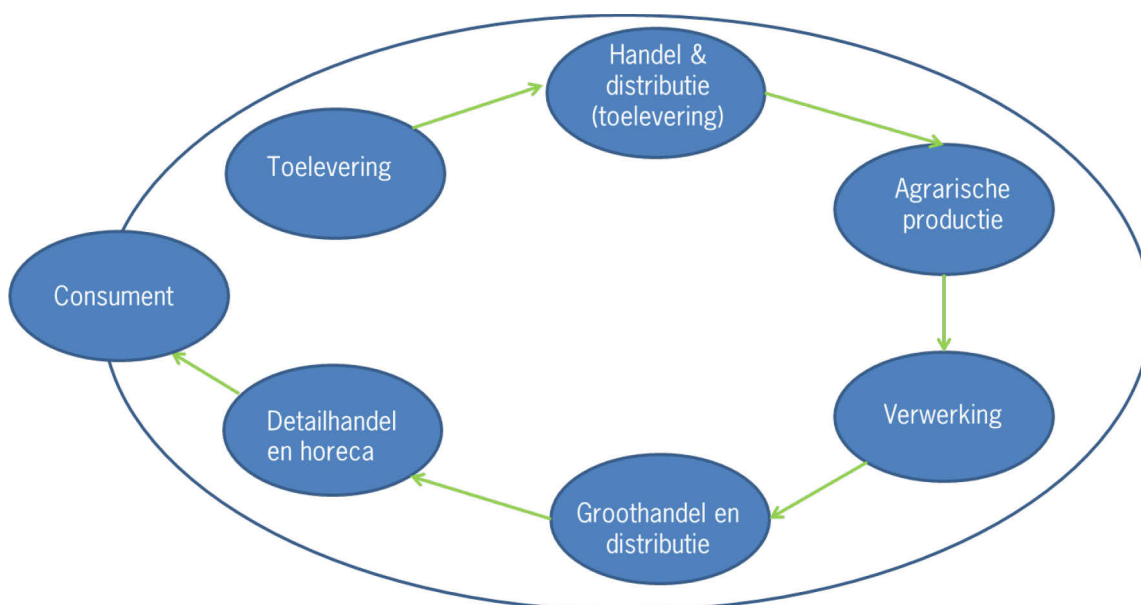 Handel &
distributie
(toelevering)
Toelevering
Agrarische
productie
Consument
Verwerking
Detailhandel
en horeca
Groothandel en
distributie